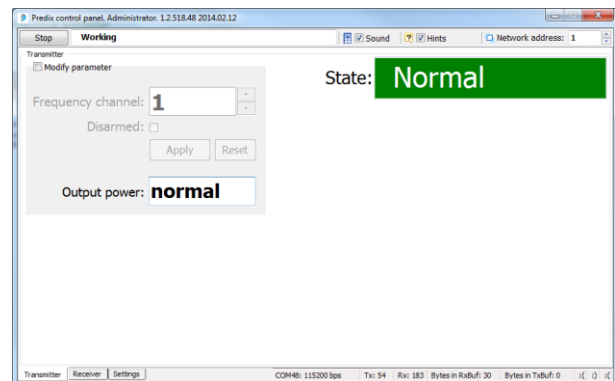 Predix control panel. Administrator. 1.2.518.48 2014.02.12
Stop Working Sound Hints Network address: 1
Transmitter
Modify parameter
State: Normal
Frequency channel: 1
Disarmed:
Apply Reset
Output power: normal
Transmitter Receiver Settings COM48: 115200 bps Tx: 54 Rx: 183 Bytes in RxBuf: 30 Bytes in TxBuf: 0 :( :) :(